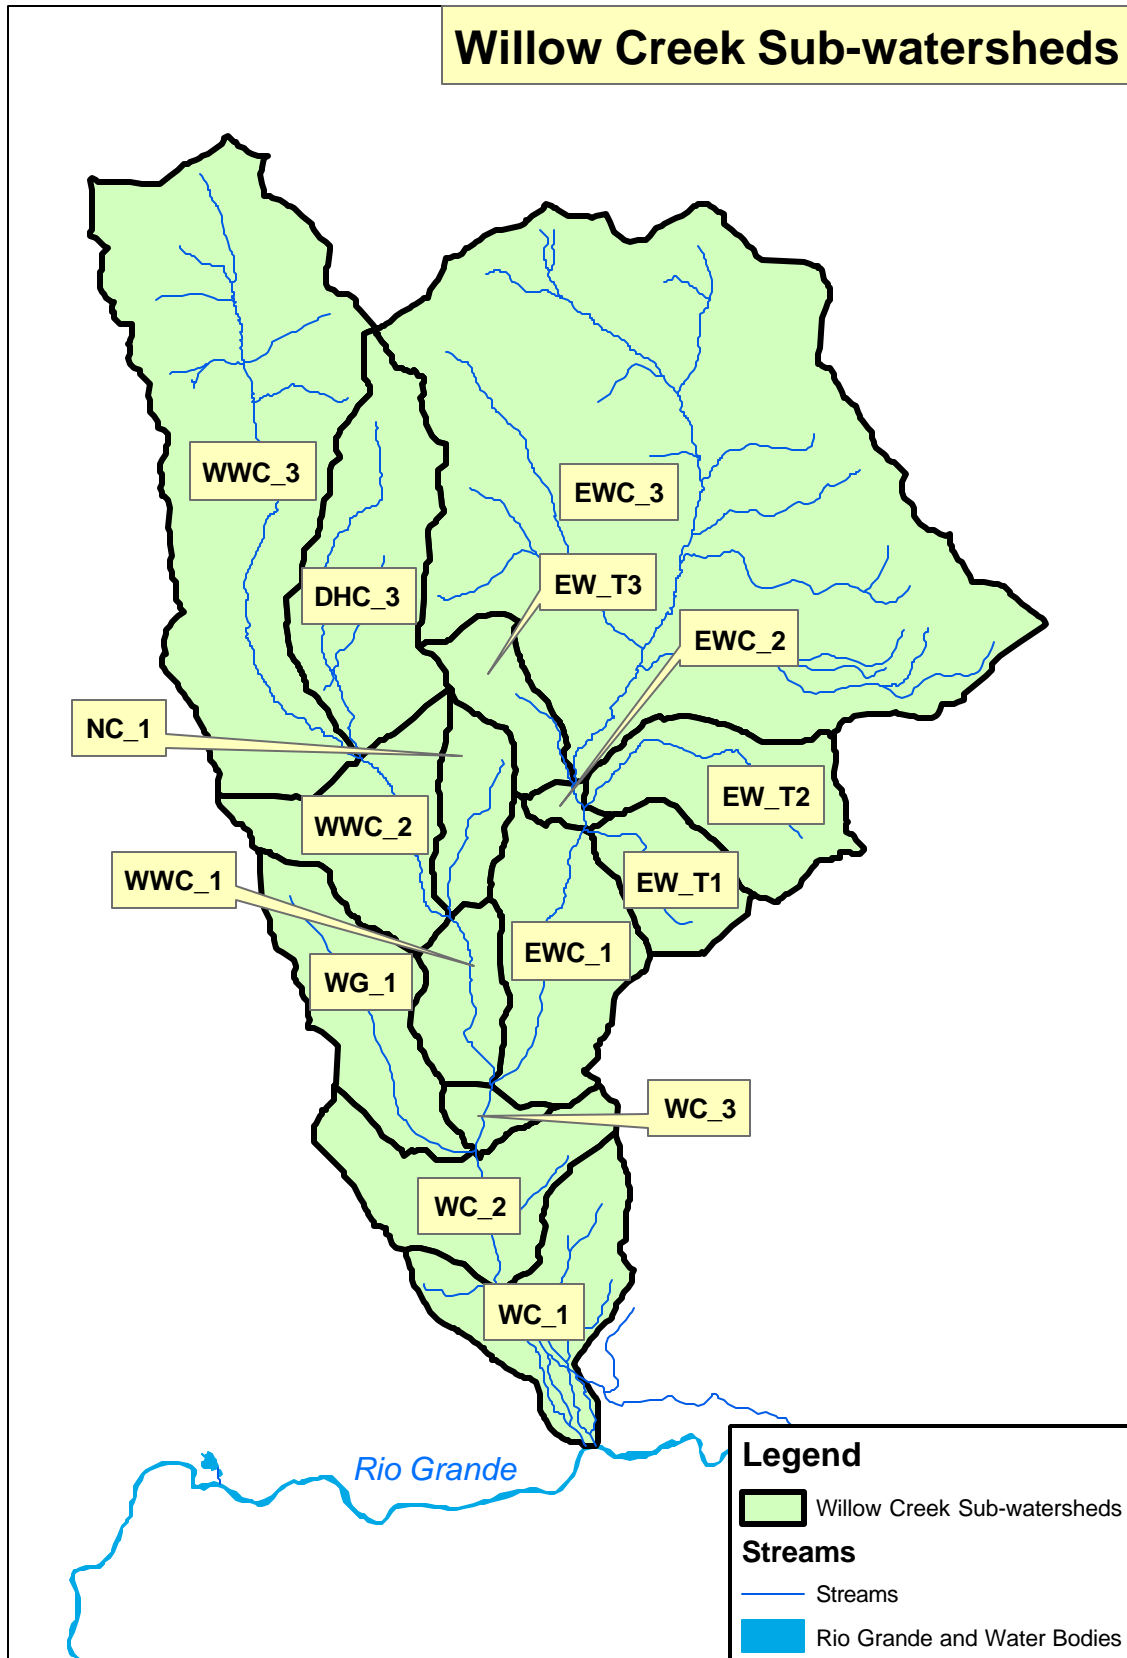 Willow Creek Sub-watersheds
WWC_3
EWC_3
DHC_3
EW_T3
EWC_2
NC_1
EW_T2
WWC_2
WWC_1
EW_T1
EWC_1
WG_1
WC_3
WC_2
WC_1
Rio Grande
Legend
Willow Creek Sub-watersheds
Streams
Streams
Rio Grande and Water Bodies